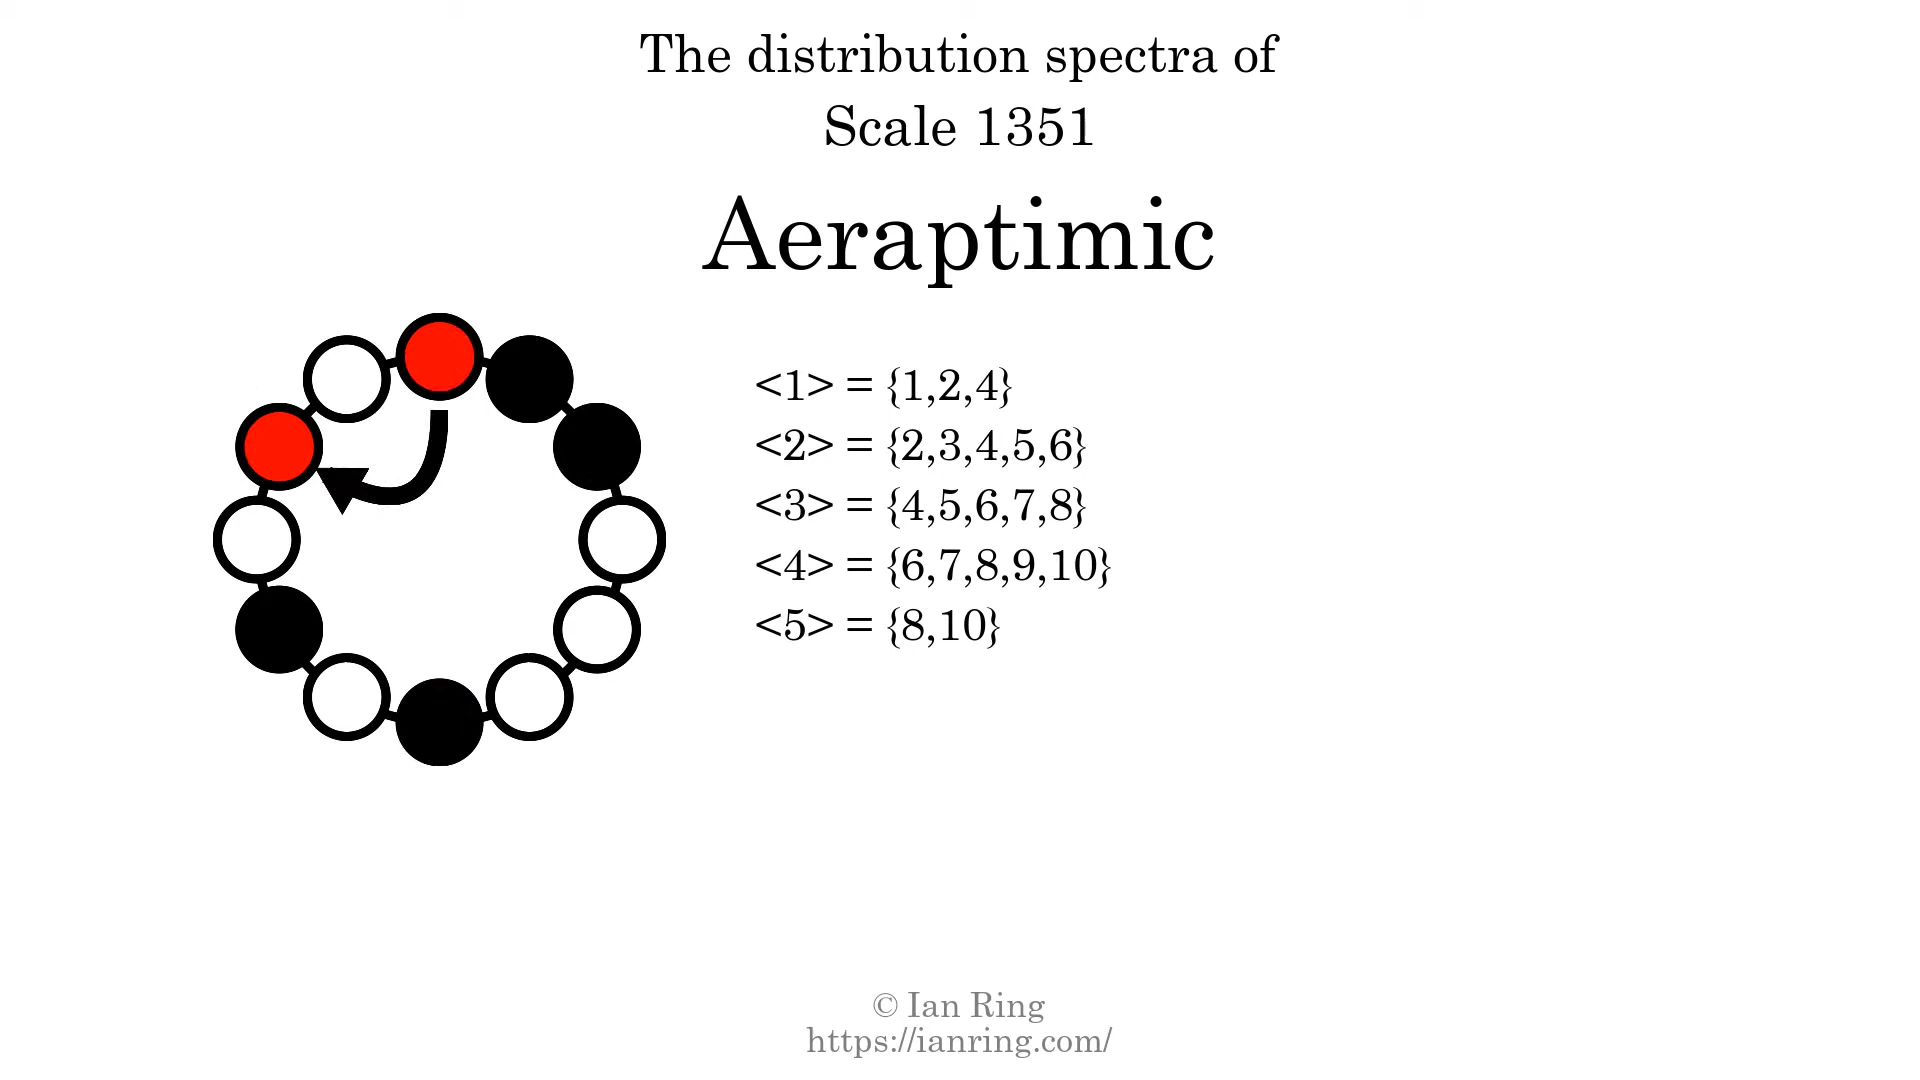 The distribution spectra of
Scale 1351
Aeraptimic
<1> = {1,2,4}
<2> = {2,3,4,5,6}
<3> = {4,5,6,7,8}
<4> = {6,7,8,9,10}
<5> = {8,10}
© Ian Ring
https://ianring.com/